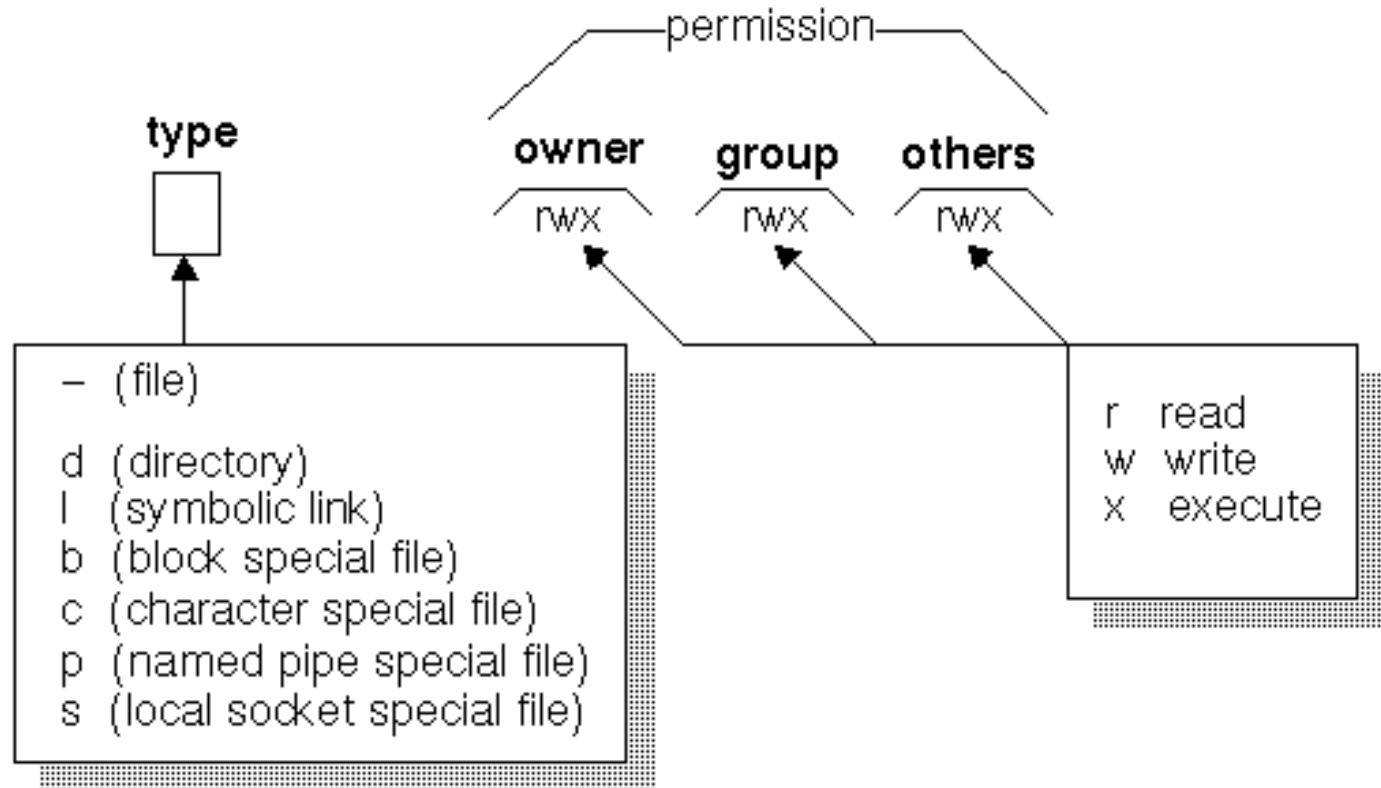 permission
type
owner group others
rwx rwx rwx
– (file)
d (directory)
l (symbolic link)
b (block special file)
c (character special file)
p (named pipe special file)
s (local socket special file)
r read
w write
x execute